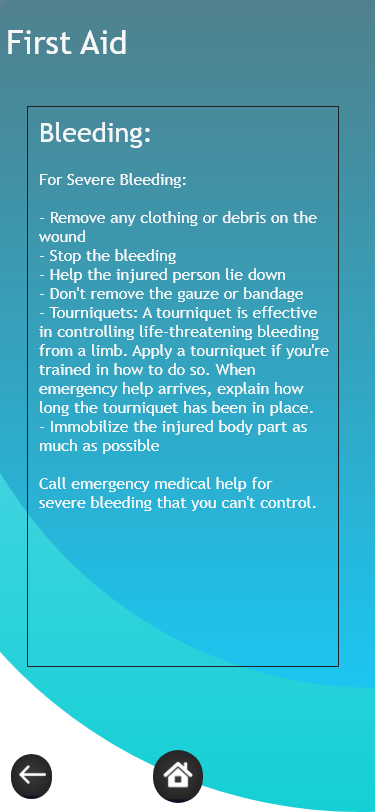 First Aid
Bleeding:
For Severe Bleeding:
- Remove any clothing or debris on the
wound
- Stop the bleeding
- Help the injured person lie down
- Don't remove the gauze or bandage
- Tourniquets: A tourniquet is effective
in controlling life-threatening bleeding
from a limb. Apply a tourniquet if you're
trained in how to do so. When
emergency help arrives, explain how
long the tourniquet has been in place.
- Immobilize the injured body part as
much as possible
Call emergency medical help for
severe bleeding that you can't control.